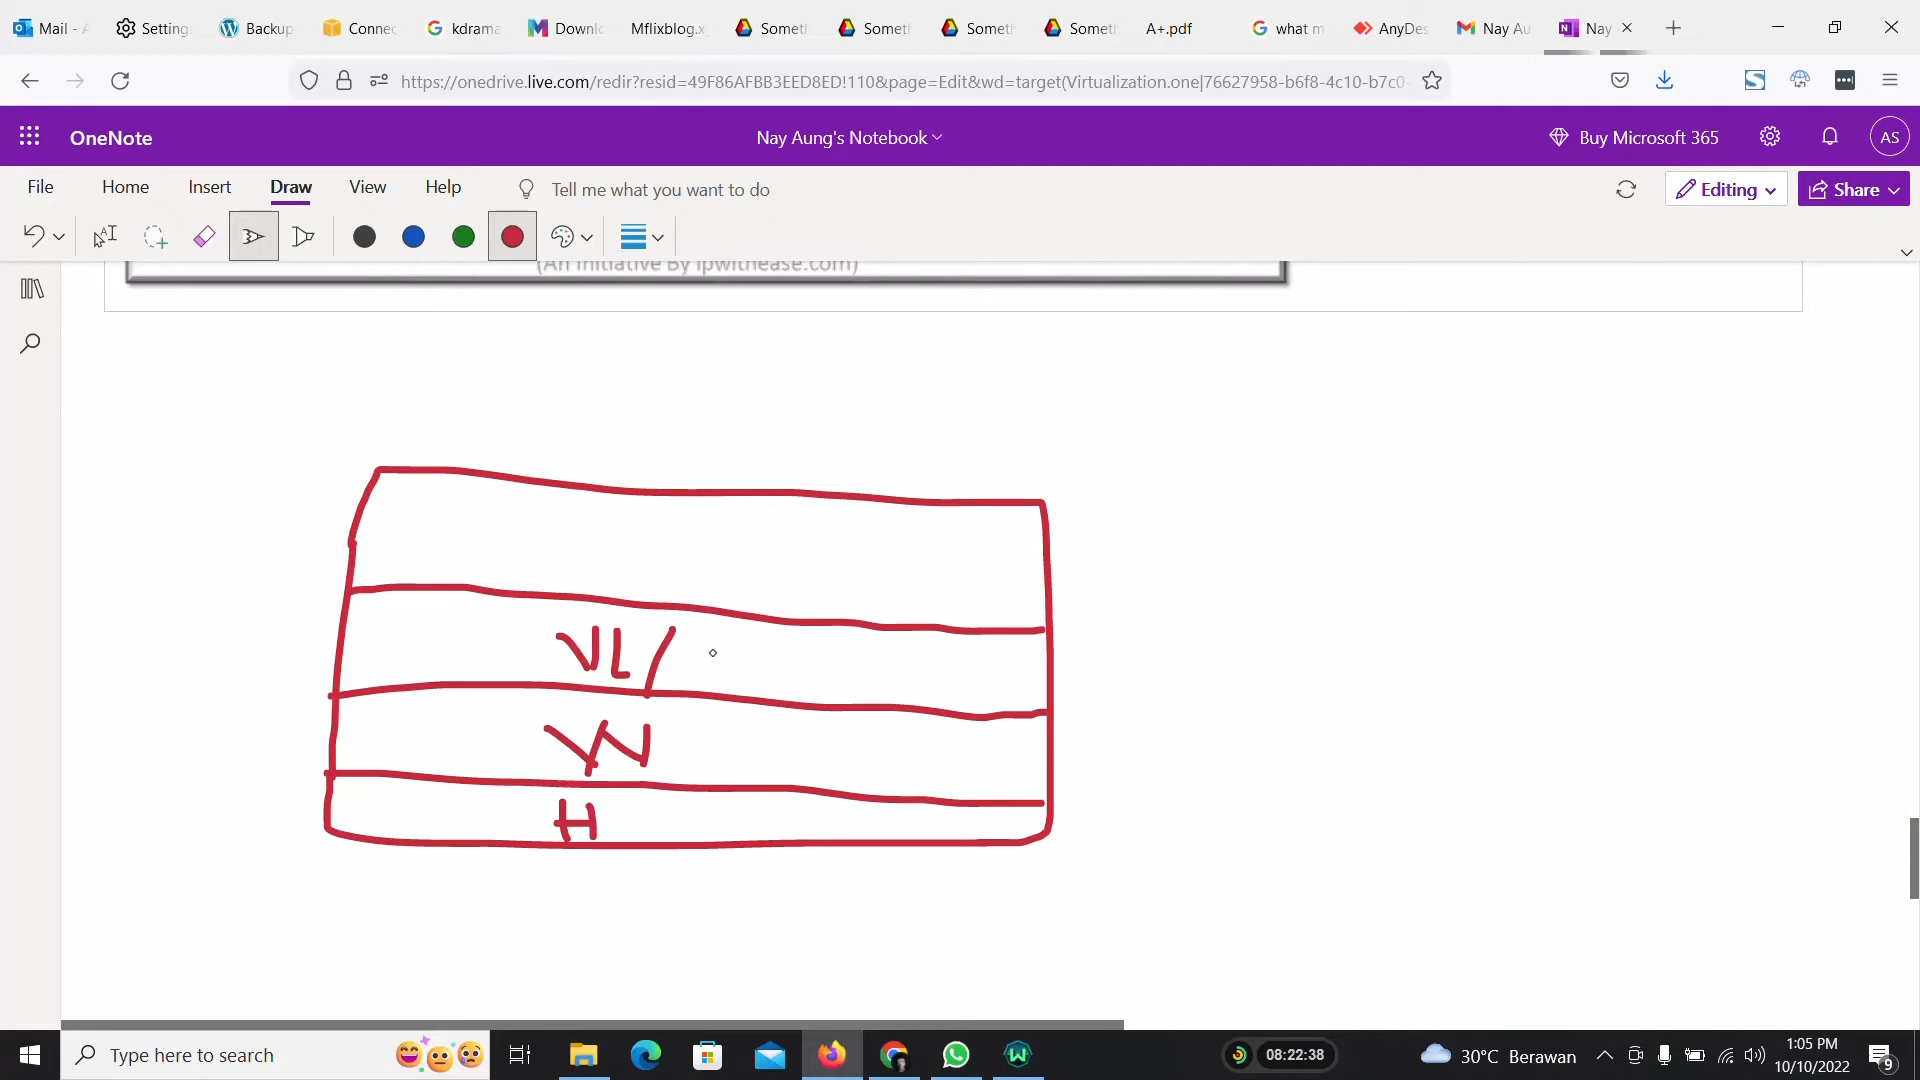 Mail - A
Setting
Backup
Connec
kdrama
Downlo
Mflixblog.x
Someth
Someth
Someth
Someth
A+.pdf
what m
AnyDes
Nay Au
Nay
https://onedrive.live.com/redir?resid=49F86AFBB3EED8ED!110&page=Edit&wd=target(Virtualization.one|76627958-b6f8-4c10-b7c0-
OneNote
Nay Aung's Notebook
Buy Microsoft 365
AS
File
Home
Insert
Draw
View
Help
Tell me what you want to do
Editing
Share
(An Initiative By ipwithease.com)
VL/
VN
H
Type here to search
08:22:38
30°C Berawan
1:05 PM
10/10/2022
9